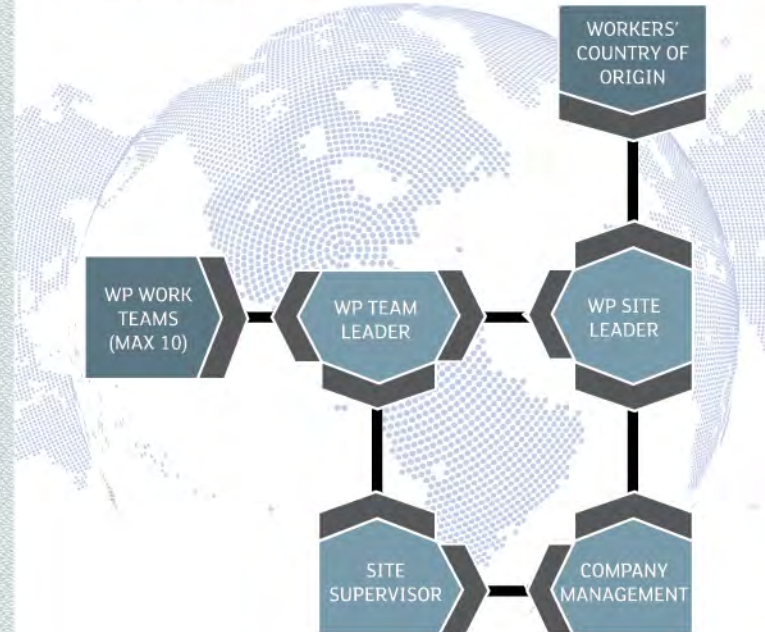 WORKERS'
COUNTRY OF
ORIGIN
WP WORK
TEAMS
(MAX 10)
WP TEAM
LEADER
WP SITE
LEADER
SITE
SUPERVISOR
COMPANY
MANAGEMENT